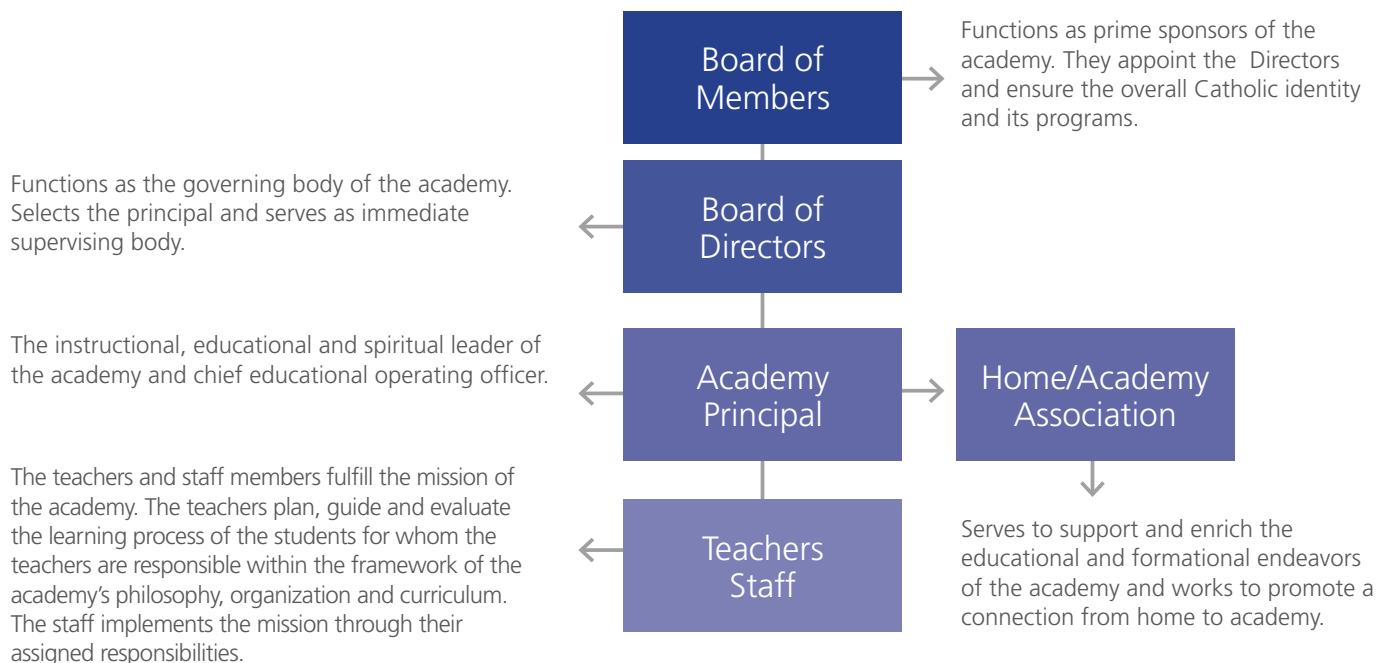 Board of
Members
Functions as prime sponsors of the
academy. They appoint the  Directors
and ensure the overall Catholic identity
and its programs.
Functions as the governing body of the academy.
Selects the principal and serves as immediate
supervising body.
Board of
Directors
The instructional, educational and spiritual leader of
the academy and chief educational operating officer.
Academy
Principal
Home/Academy
Association
The teachers and staff members fulfill the mission of
the academy. The teachers plan, guide and evaluate
the learning process of the students for whom the
teachers are responsible within the framework of the
academy’s philosophy, organization and curriculum.
The staff implements the mission through their
assigned responsibilities.
Teachers
Staff
Serves to support and enrich the
educational and formational endeavors
of the academy and works to promote a
connection from home to academy.